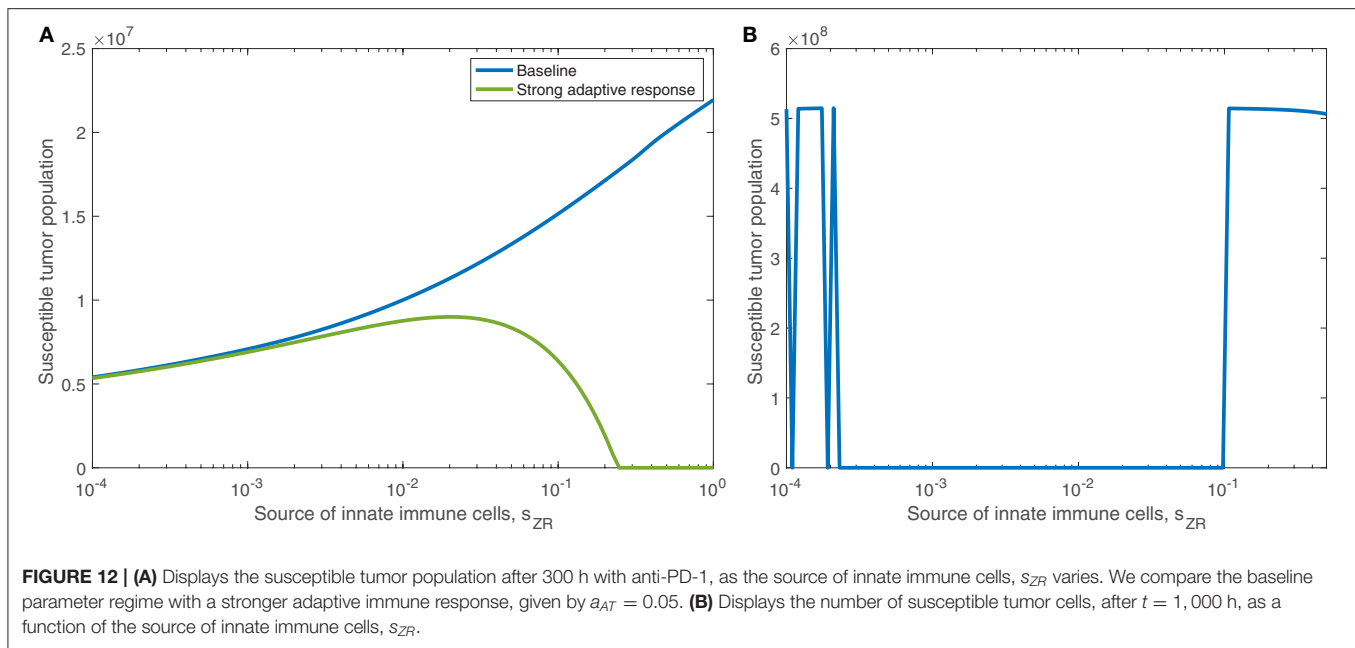 A
×10^7
2.5
2
1.5
1
0.5
0
Susceptible tumor population
Baseline
Strong adaptive response
10^-4
10^-3
10^-2
10^-1
10^0
Source of innate immune cells, s_ZR
B
×10^8
6
5
4
3
2
1
0
Susceptible tumor population
10^-4
10^-3
10^-2
10^-1
Source of innate immune cells, s_ZR
FIGURE 12 | (A) Displays the susceptible tumor population after 300 h with anti-PD-1, as the source of innate immune cells, s_ZR varies. We compare the baseline
parameter regime with a stronger adaptive immune response, given by a_AT = 0.05. (B) Displays the number of susceptible tumor cells, after t = 1, 000 h, as a
function of the source of innate immune cells, s_ZR.